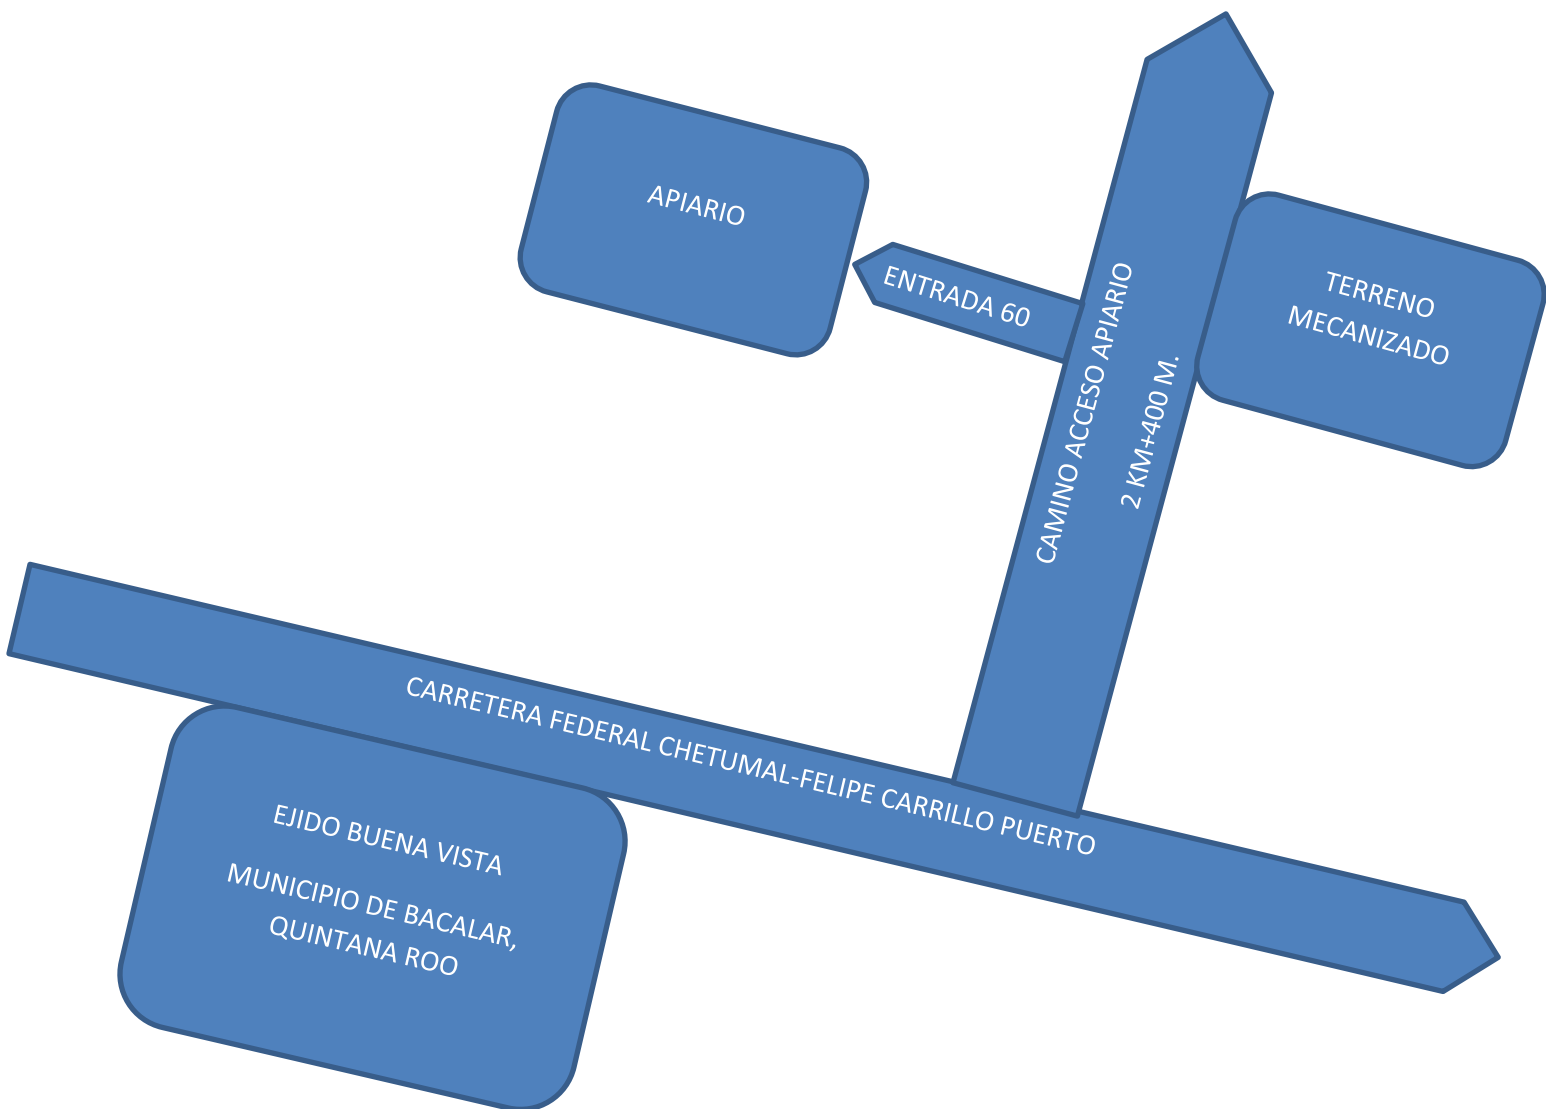 APIARIO
ENTRADA 60
CAMINO ACCESO APIARIO
2 KM+400 M.
TERRENO
MECANIZADO
CARRETERA FEDERAL CHETUMAL-FELIPE CARRILLO PUERTO
EJIDO BUENA VISTA
MUNICIPIO DE BACALAR,
QUINTANA ROO